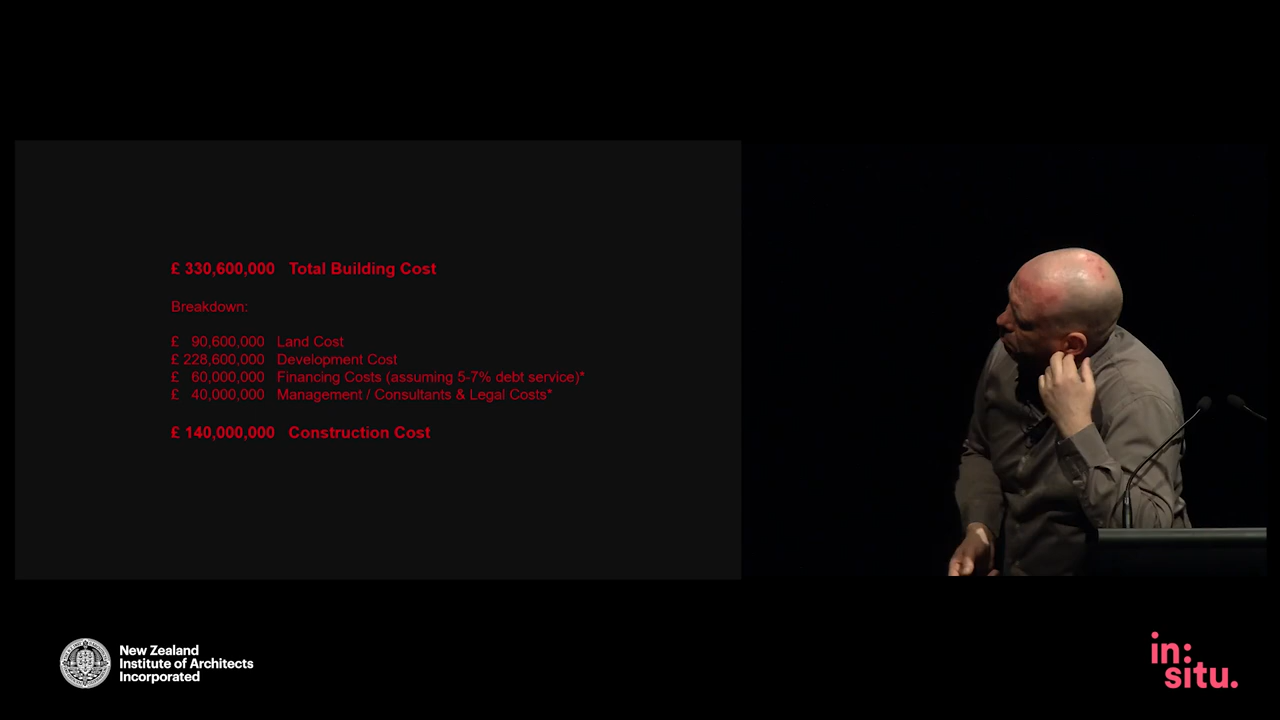 £ 330,600,000 Total Building Cost
Breakdown:
£ 90,600,000 Land Cost
£ 228,600,000 Development Cost
£ 60,000,000 Financing Costs (assuming 5-7% debt service)*
£ 40,000,000 Management / Consultants & Legal Costs*
£ 140,000,000 Construction Cost
New Zealand
Institute of Architects
Incorporated
in:
situ.